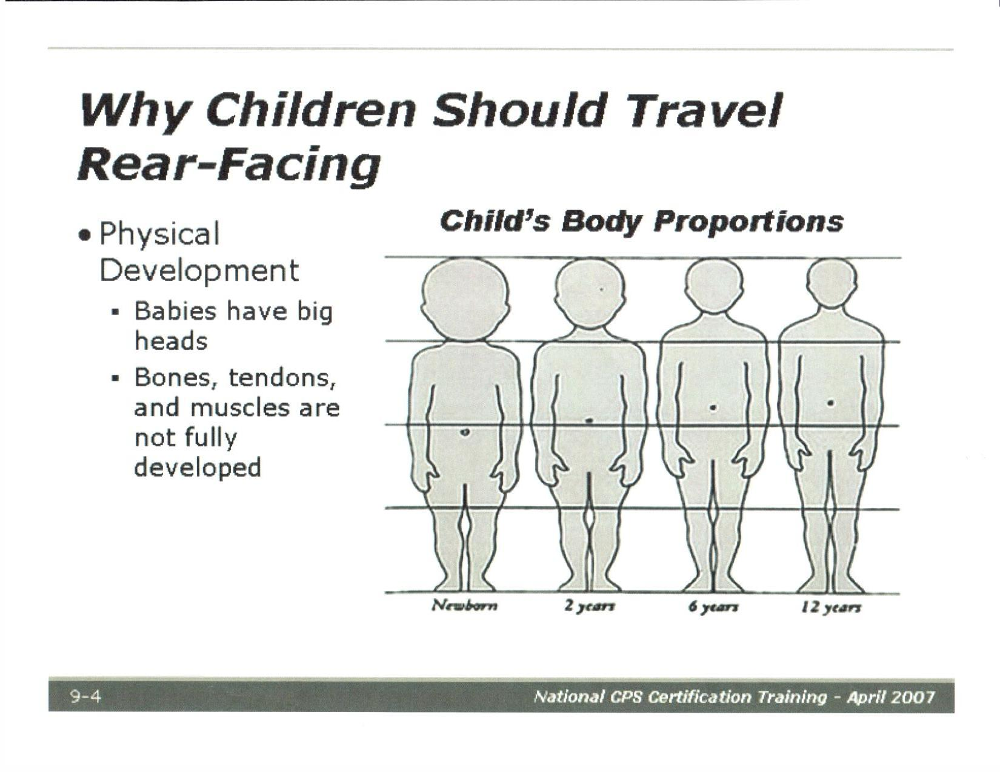 Why Children Should Travel
Rear-Facing
Child's Body Proportions
• Physical
Development
▪ Babies have big
heads
▪ Bones, tendons,
and muscles are
not fully
developed
Newborn 2 years 6 years 12 years
9-4 National CPS Certification Training - April 2007